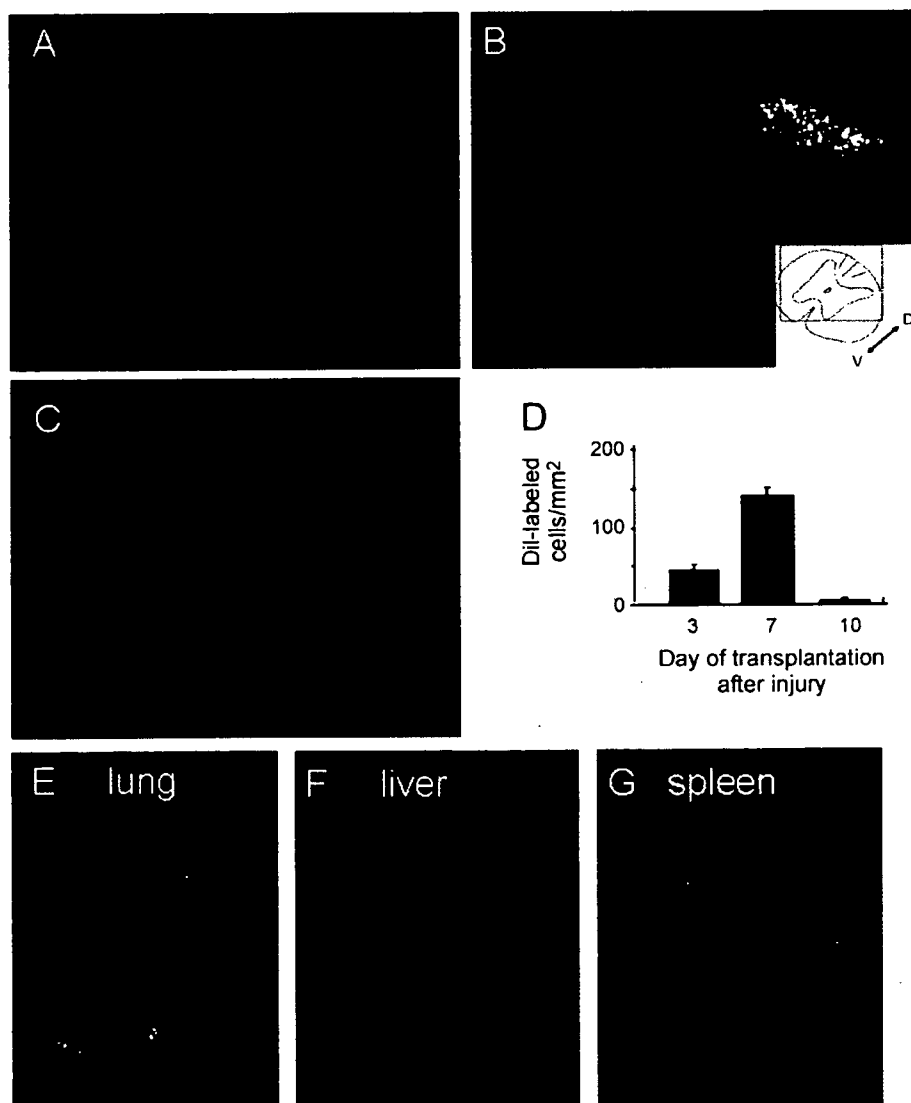 A
B
D
V
C
D
DiI-labeled
cells/mm2
200
100
0
3 7 10
Day of transplantation
after injury
E lung
F liver
G spleen